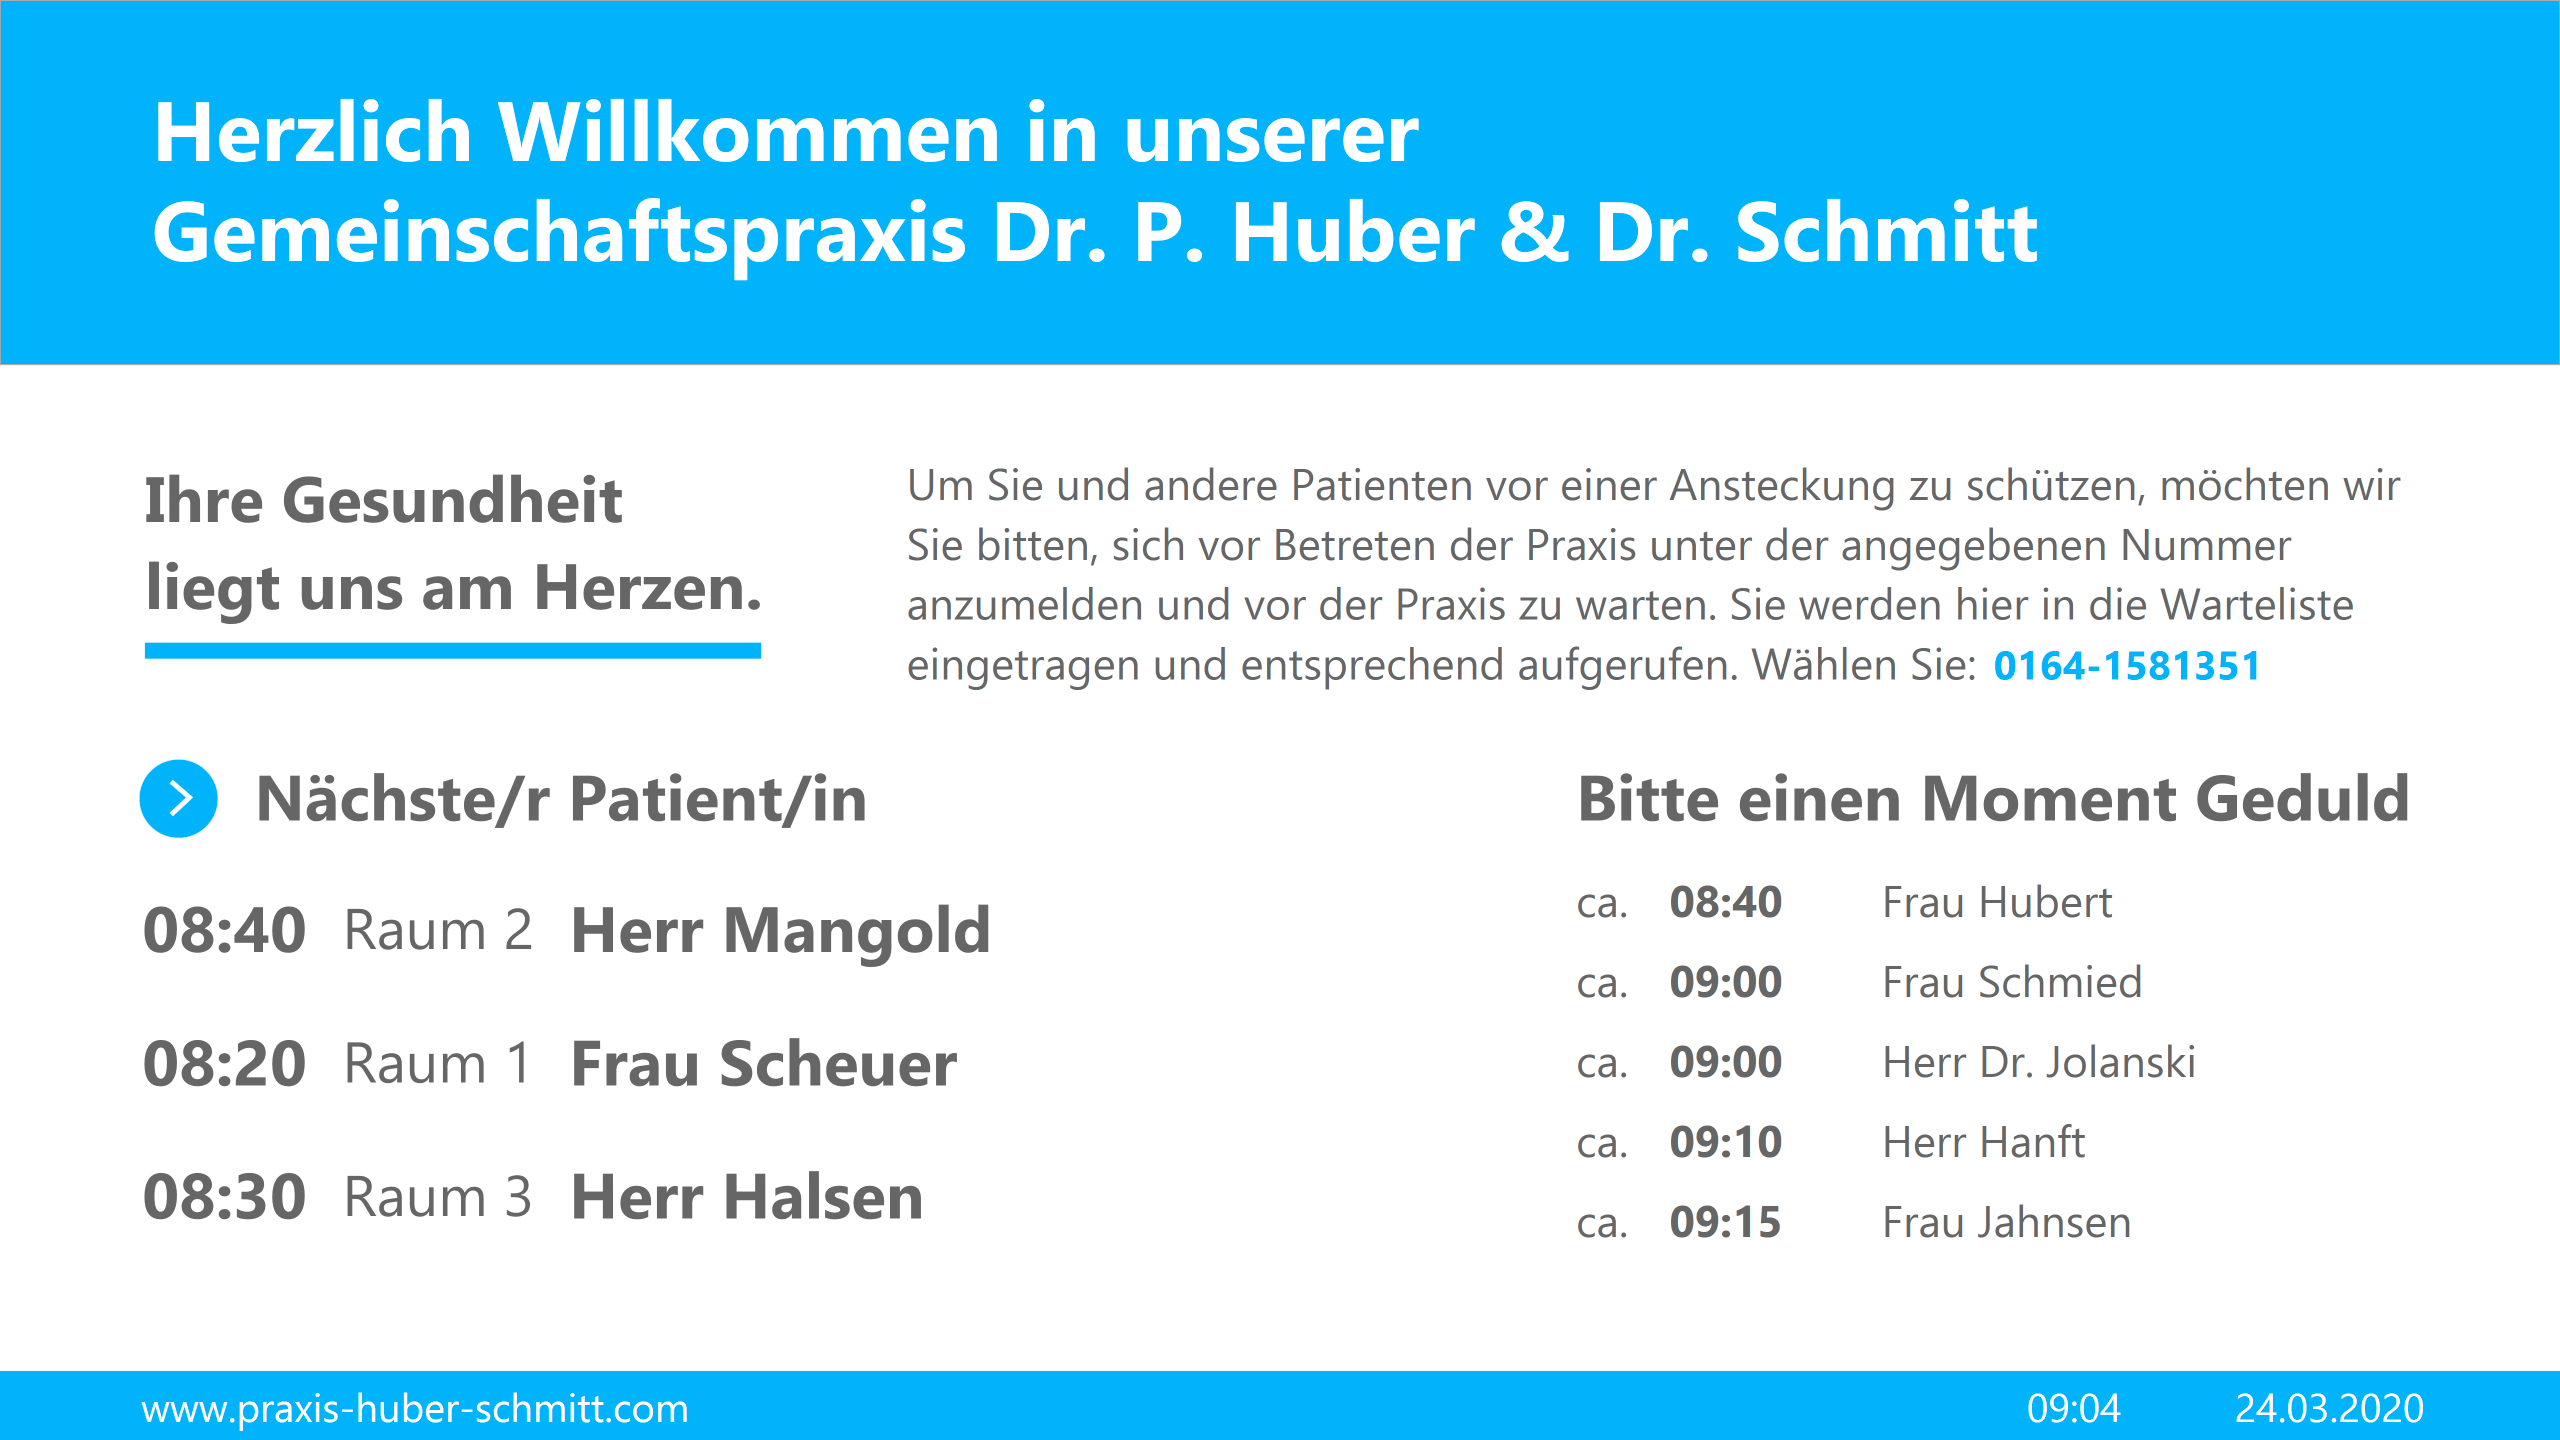 Herzlich Willkommen in unserer
Gemeinschaftspraxis Dr. P. Huber & Dr. Schmitt
Ihre Gesundheit
liegt uns am Herzen.
Um Sie und andere Patienten vor einer Ansteckung zu schützen, möchten wir
Sie bitten, sich vor Betreten der Praxis unter der angegebenen Nummer
anzumelden und vor der Praxis zu warten. Sie werden hier in die Warteliste
eingetragen und entsprechend aufgerufen. Wählen Sie: 0164-1581351
Nächste/r Patient/in
08:40 Raum 2 Herr Mangold
08:20 Raum 1 Frau Scheuer
08:30 Raum 3 Herr Halsen
Bitte einen Moment Geduld
ca. 08:40 Frau Hubert
ca. 09:00 Frau Schmied
ca. 09:00 Herr Dr. Jolanski
ca. 09:10 Herr Hanft
ca. 09:15 Frau Jahnsen
www.praxis-huber-schmitt.com 09:04 24.03.2020